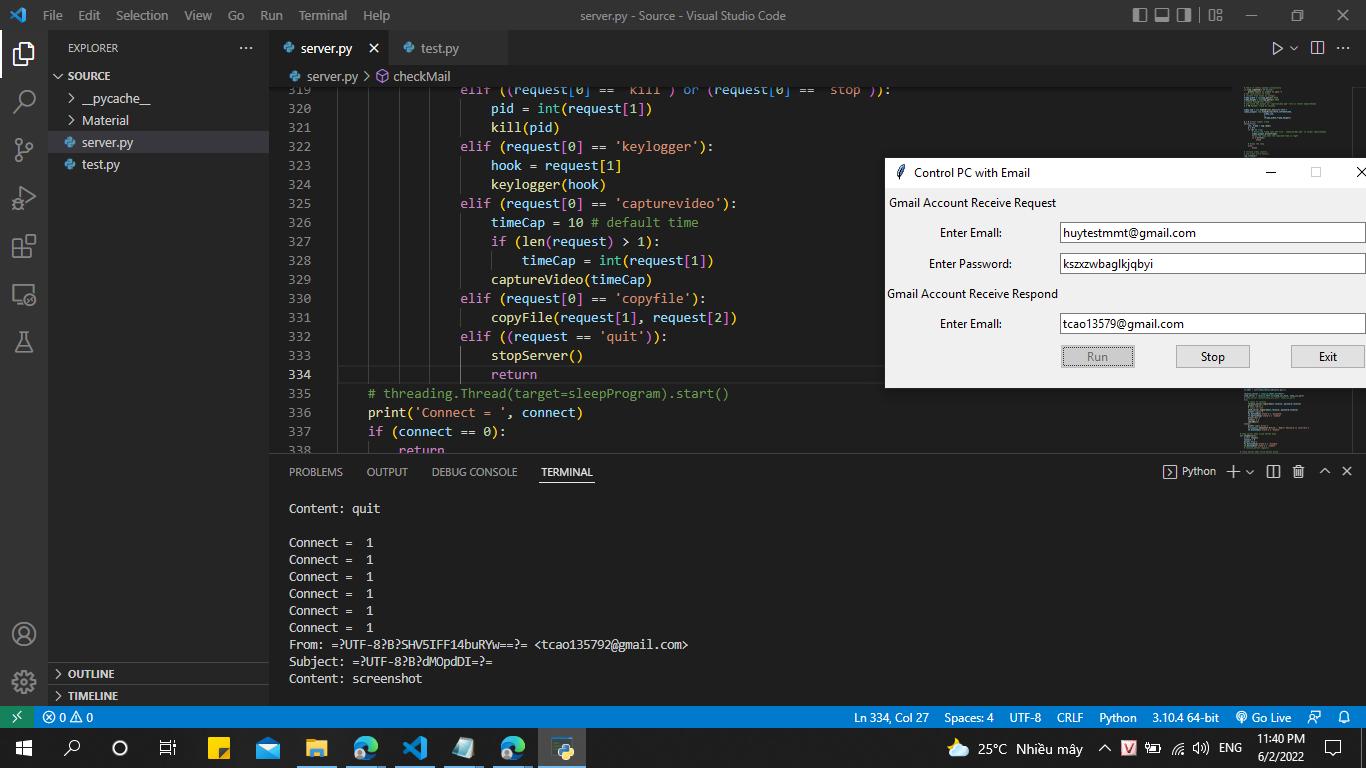 File Edit Selection View Go Run Terminal Help
server.py - Source - Visual Studio Code
EXPLORER
SOURCE
__pycache__
Material
server.py
test.py
OUTLINE
TIMELINE
server.py
test.py
server.py > checkMail
319 elif ((request[0] == 'kill') or (request[0] == 'stop')):
320 pid = int(request[1])
321 kill(pid)
322 elif (request[0] == 'keylogger'):
323 hook = request[1]
324 keylogger(hook)
325 elif (request[0] == 'capturevideo'):
326 timeCap = 10 # default time
327 if (len(request) > 1):
328 timeCap = int(request[1])
329 captureVideo(timeCap)
330 elif (request[0] == 'copyfile'):
331 copyFile(request[1], request[2])
332 elif ((request == 'quit')):
333 stopServer()
334 return
335 # threading.Thread(target=sleepProgram).start()
336 print('Connect = ', connect)
337 if (connect == 0):
338 return
Control PC with Email
Gmail Account Receive Request
Enter Emall: huytestmmt@gmail.com
Enter Password: kszxzwbaglkjqbyi
Gmail Account Receive Respond
Enter Emall: tcao13579@gmail.com
Run Stop Exit
PROBLEMS OUTPUT DEBUG CONSOLE TERMINAL
Python
Content: quit
Connect =  1
Connect =  1
Connect =  1
Connect =  1
Connect =  1
Connect =  1
From: =?UTF-8?B?SHV5IFF14buRYw==?= <tcao135792@gmail.com>
Subject: =?UTF-8?B?dMOpdDI=?=
Content: screenshot
0 0
Ln 334, Col 27 Spaces: 4 UTF-8 CRLF Python 3.10.4 64-bit Go Live
25°C Nhiều mây
V
ENG
11:40 PM
6/2/2022